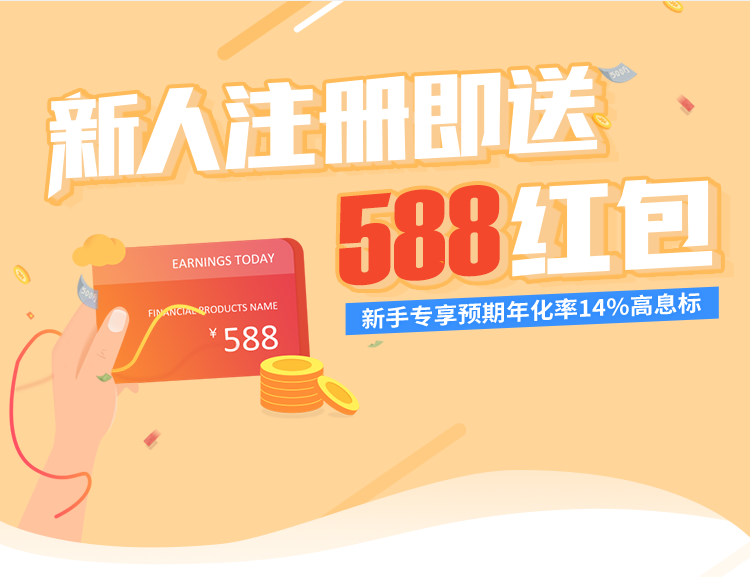 新人注册即送
588红包
新手专享预期年化率14%高息标
EARNINGS TODAY
FINANCIAL PRODUCTS NAME
¥588